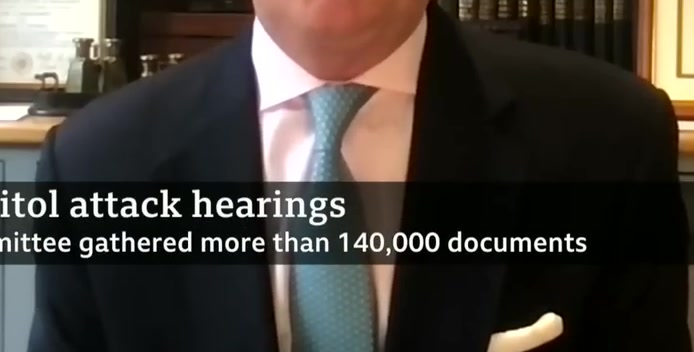 itol attack hearings
mittee gathered more than 140,000 documents